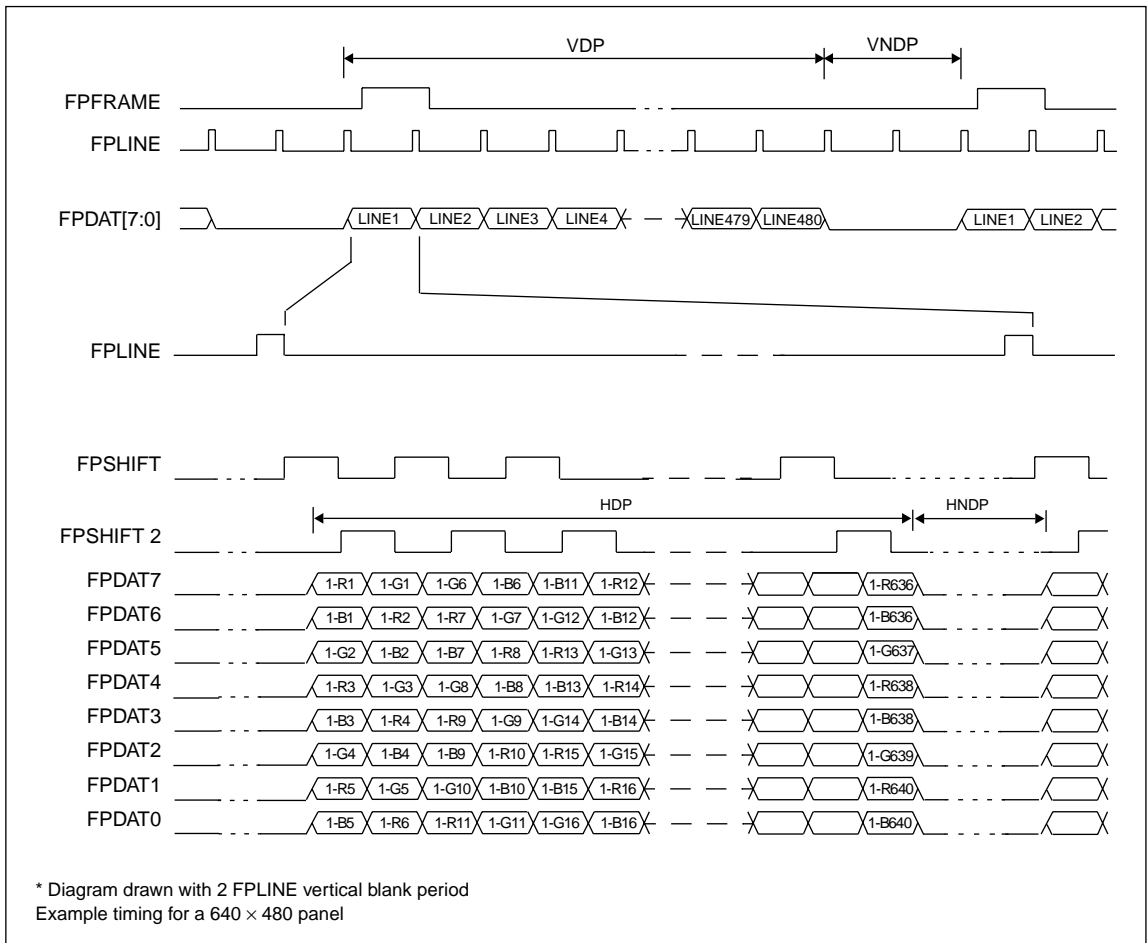 VDP VNDP
FPFRAME
FPLINE
FPDAT[7:0] LINE1 LINE2 LINE3 LINE4 LINE479 LINE480 LINE1 LINE2
FPLINE
FPSHIFT
HDP HNDP
FPSHIFT 2
FPDAT7 1-R1 1-G1 1-G6 1-B6 1-B11 1-R12 1-R636
FPDAT6 1-B1 1-R2 1-R7 1-G7 1-G12 1-B12 1-B636
FPDAT5 1-G2 1-B2 1-B7 1-R8 1-R13 1-G13 1-G637
FPDAT4 1-R3 1-G3 1-G8 1-B8 1-B13 1-R14 1-R638
FPDAT3 1-B3 1-R4 1-R9 1-G9 1-G14 1-B14 1-B638
FPDAT2 1-G4 1-B4 1-B9 1-R10 1-R15 1-G15 1-G639
FPDAT1 1-R5 1-G5 1-G10 1-B10 1-B15 1-R16 1-R640
FPDAT0 1-B5 1-R6 1-R11 1-G11 1-G16 1-B16 1-B640
* Diagram drawn with 2 FPLINE vertical blank period
Example timing for a 640 × 480 panel